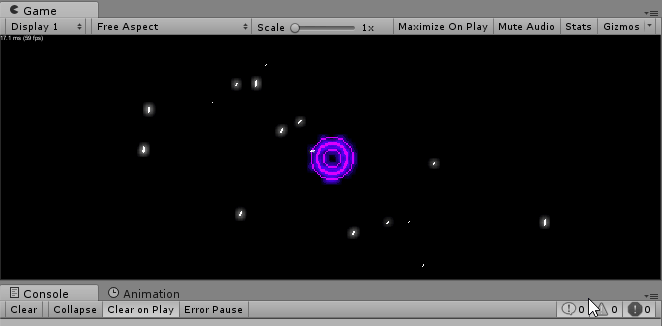 Game
Display 1 Free Aspect Scale 1x Maximize On Play Mute Audio Stats Gizmos
17.1 ms (59 fps)
Console Animation
Clear Collapse Clear on Play Error Pause 0 0 0